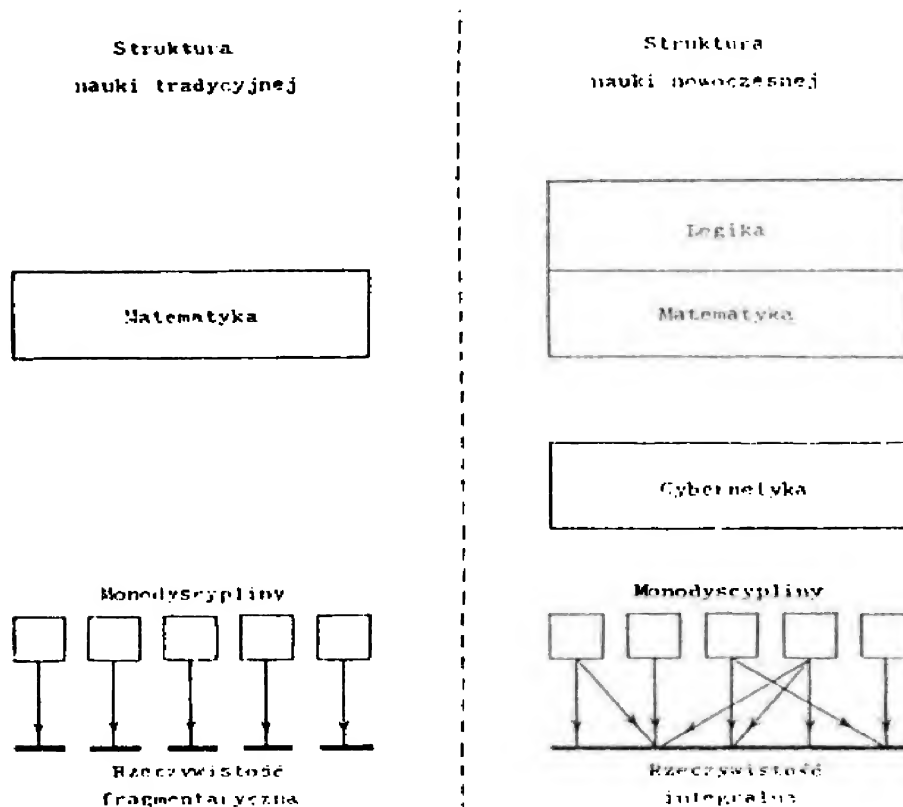 Struktura
nauki tradycyjnej
Matematyka
Monodyscypliny
Rzeczywistość
fragmentaryczna
Struktura
nauki nowoczesnej
Logika
Matematyka
Cybernetyka
Monodyscypliny
Rzeczywistość
integralna